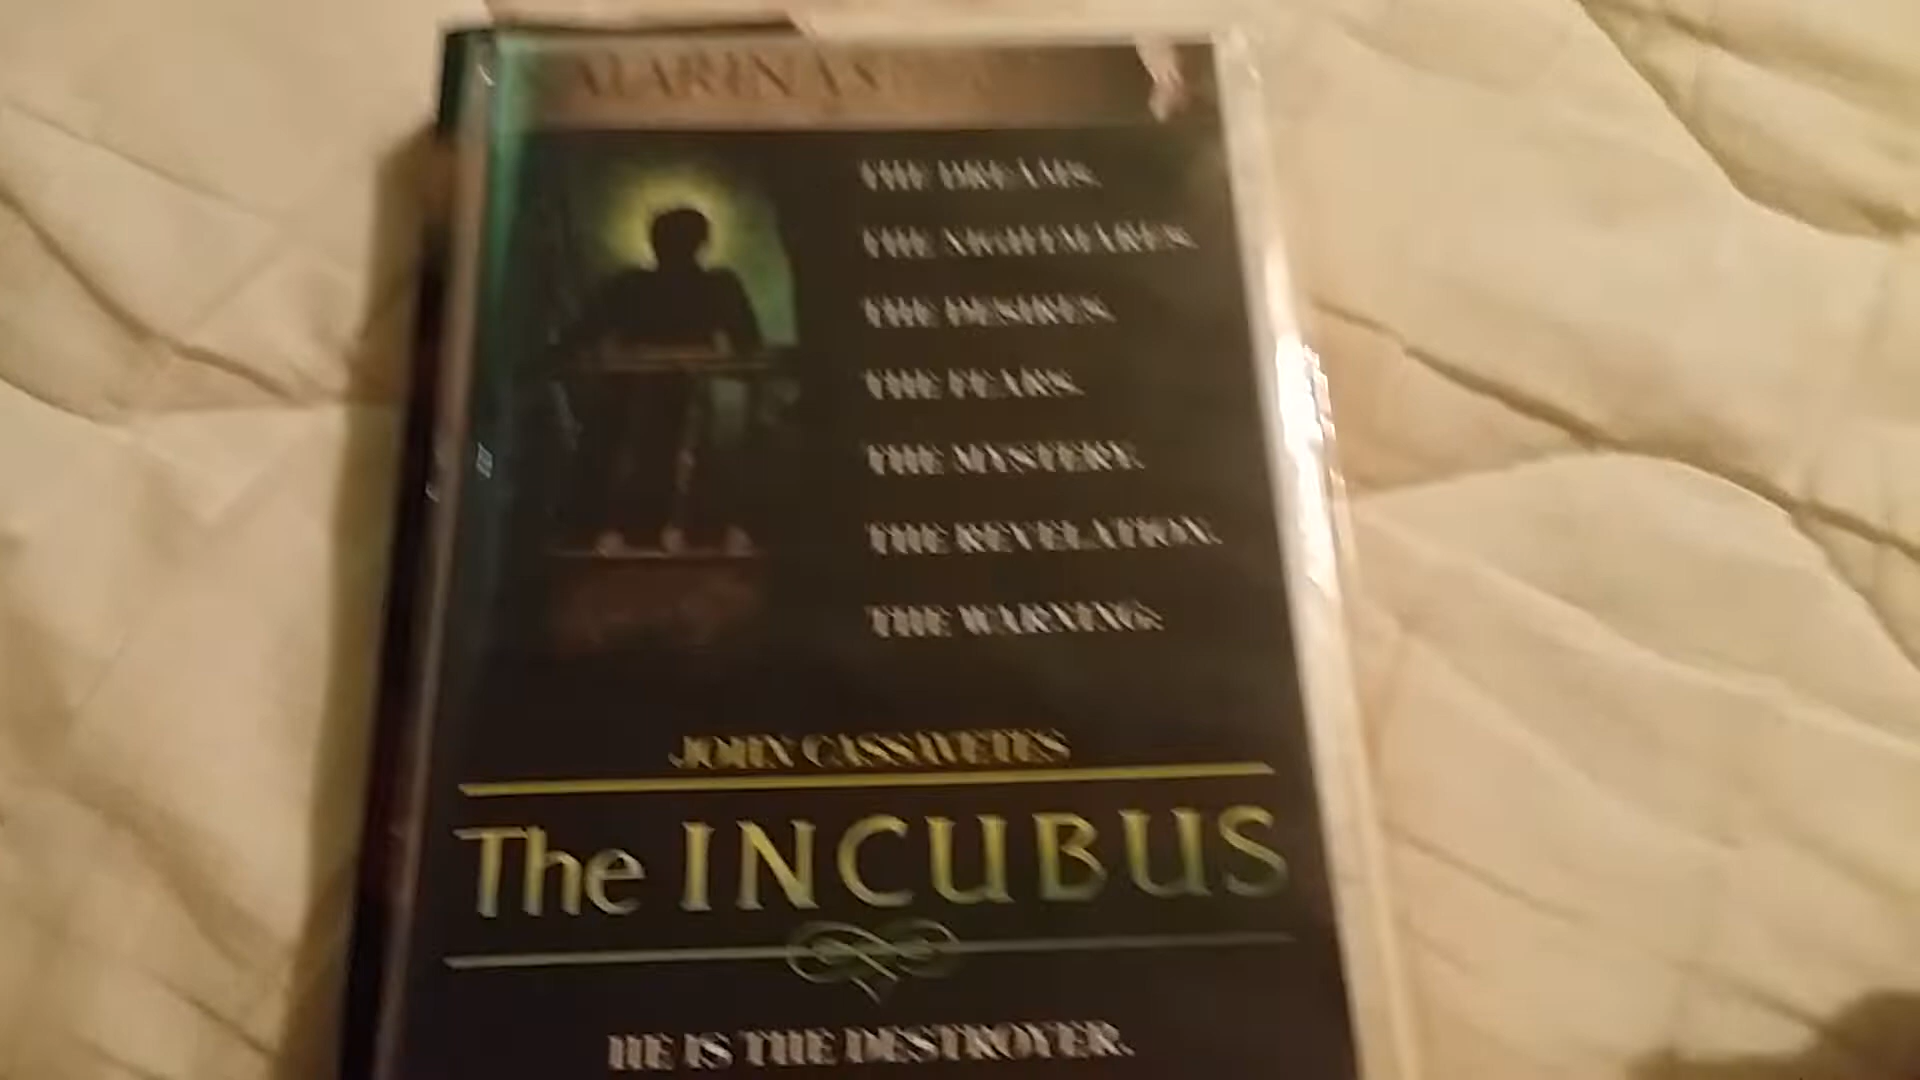 THE DREAMS.
THE NIGHTMARES.
THE DESIRES.
THE FEARS.
THE MYSTERY.
THE REVELATION.
THE WARNING.
JOHN CASSAVETES
The INCUBUS
HE IS THE DESTROYER.